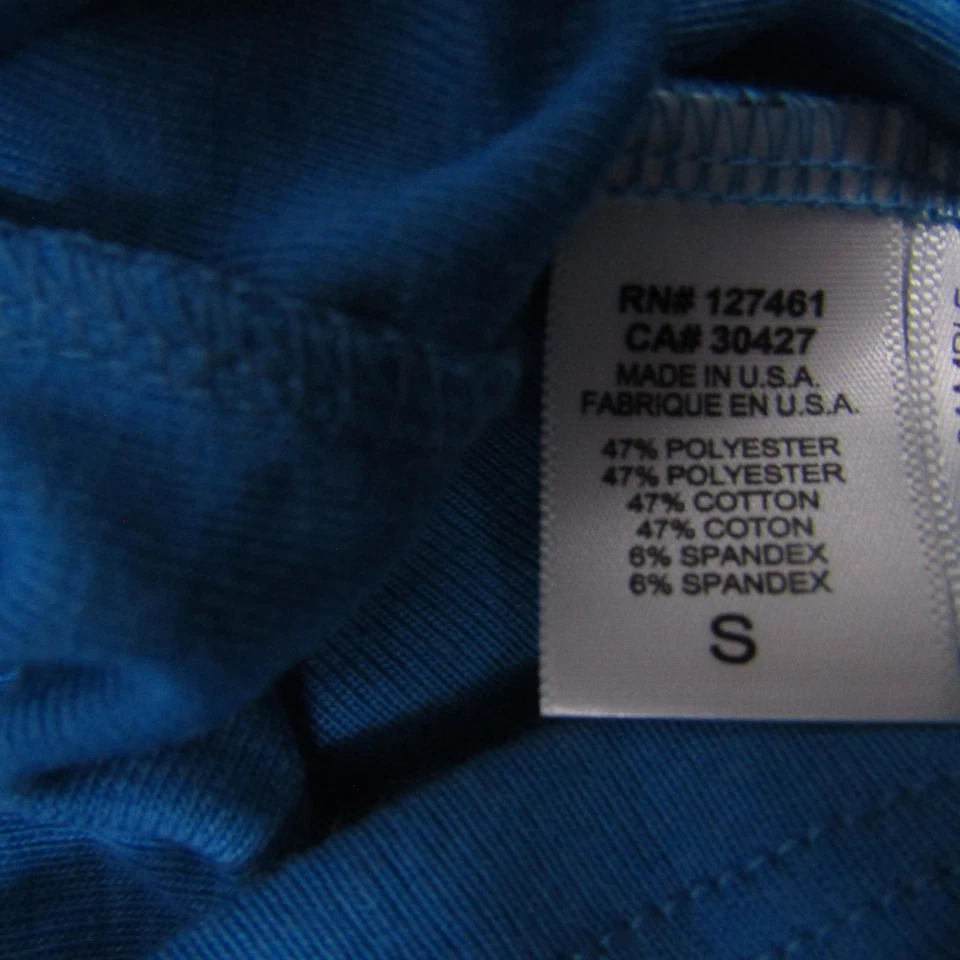 RN# 127461
CA# 30427
MADE IN U.S.A.
FABRIQUE EN U.S.A.
47% POLYESTER
47% POLYESTER
47% COTTON
47% COTON
6% SPANDEX
6% SPANDEX
S